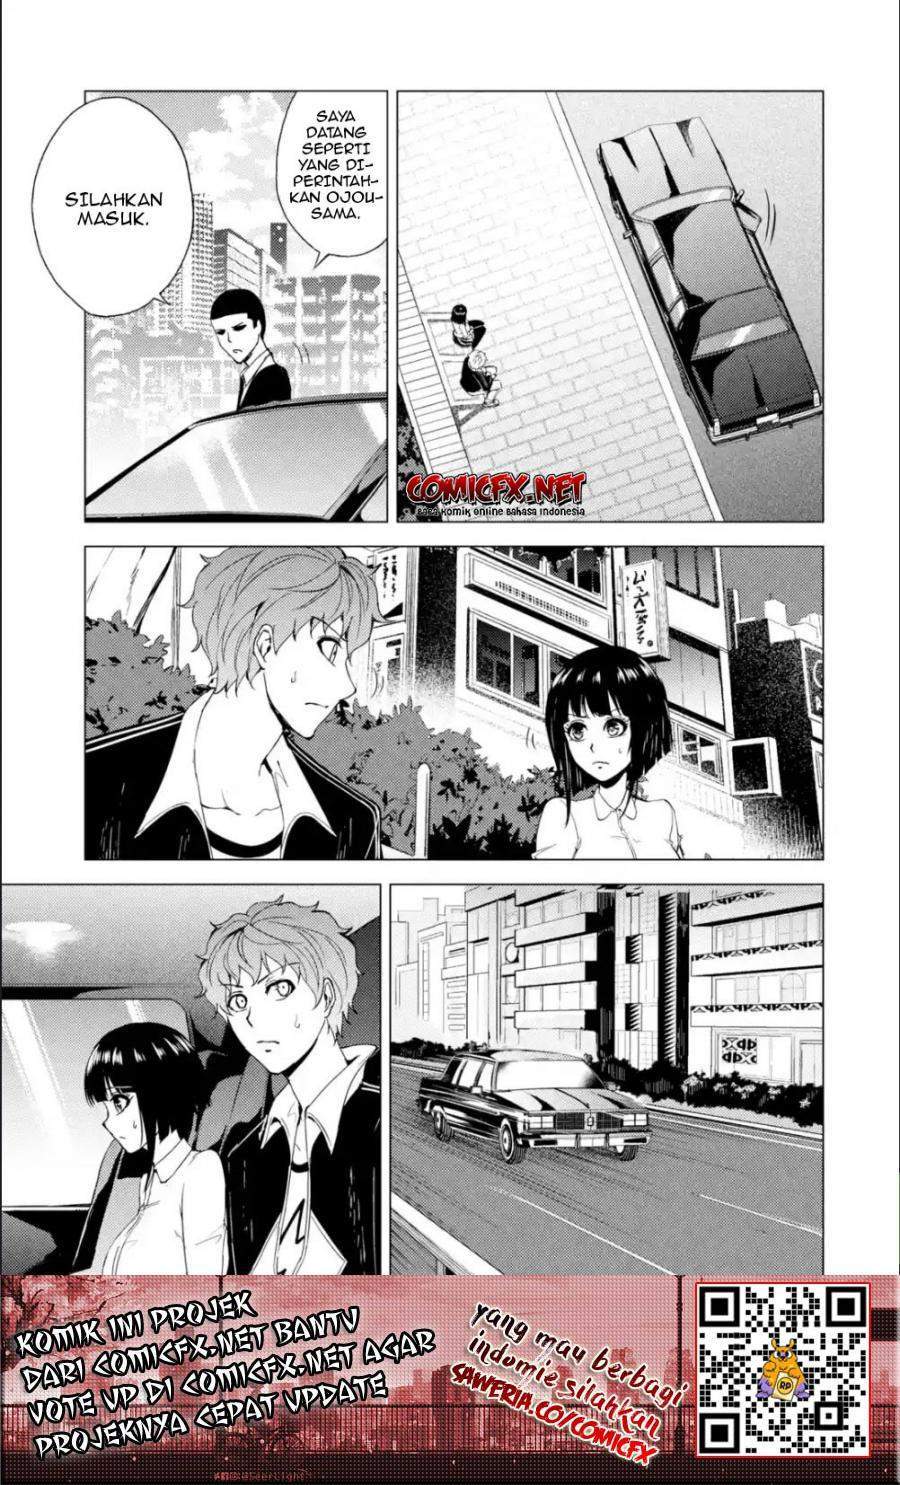 SAYA
DATANG
SEPERTI
YANG DI-
PERINTAH-
KAN OJOU-
SAMA.
SILAHKAN
MASUK.
COMICFX.NET
Baca Komik Online Bahasa Indonesia
KOMIK INI PROJEK
DARI COMICFX.NET BANTU
VOTE UP DI COMICFX.NET AGAR
PROJEKNYA CEPAT UPDATE
yang mau berbagi
indomie silahkan
SAWERIA.CO/COMICFX
RP
@Seerlight